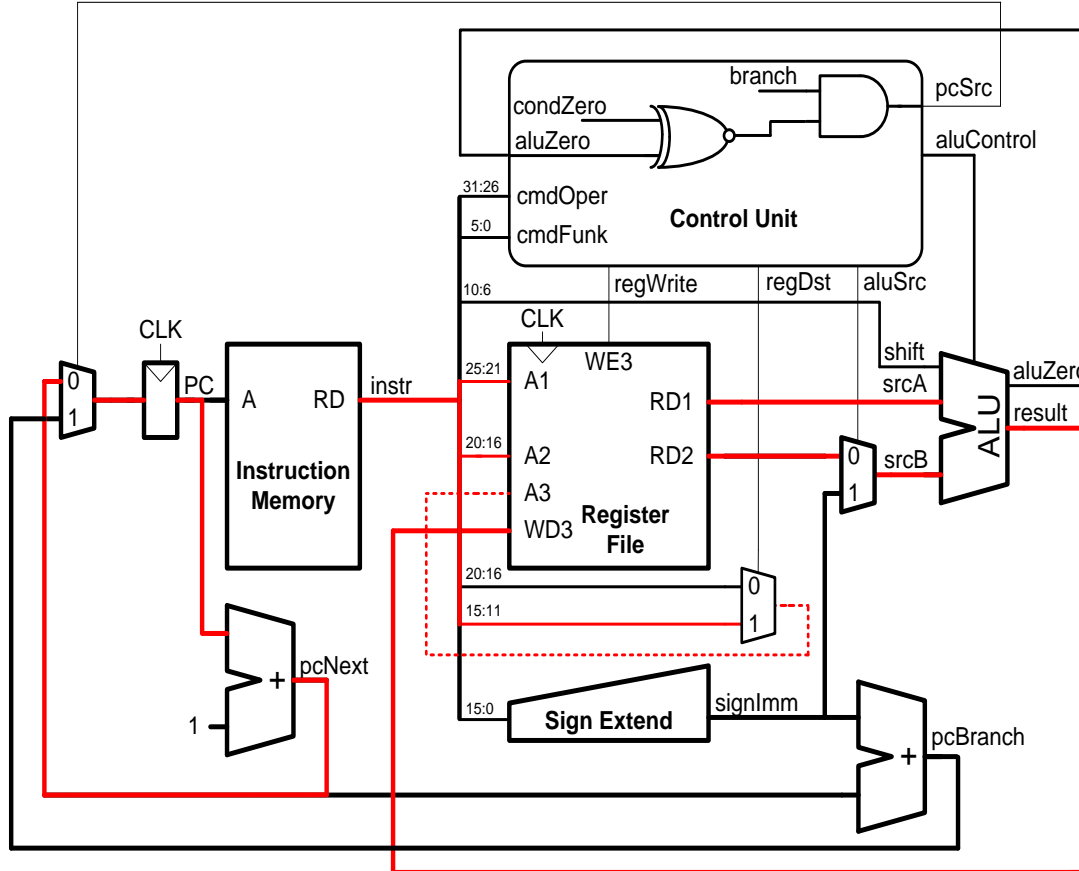 branch
pcSrc
condZero
aluZero
aluControl
31:26
cmdOper
5:0
cmdFunk
Control Unit
regWrite
regDst
aluSrc
10:6
CLK
CLK
WE3
shift
0
1
PC
A
RD
instr
25:21
A1
RD1
srcA
ALU
aluZero
result
Instruction
Memory
20:16
A2
RD2
0
1
srcB
A3
WD3
Register
File
20:16
0
15:11
1
+
pcNext
1
15:0
Sign Extend
signImm
+
pcBranch